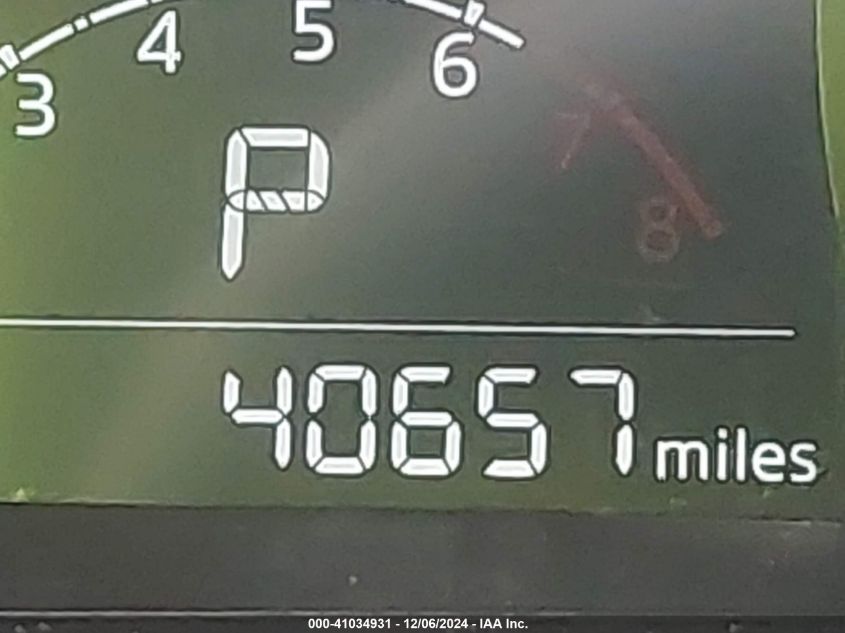 3 4 5 6
8
P
40657 miles
000-41034931 - 12/06/2024 - IAA Inc.